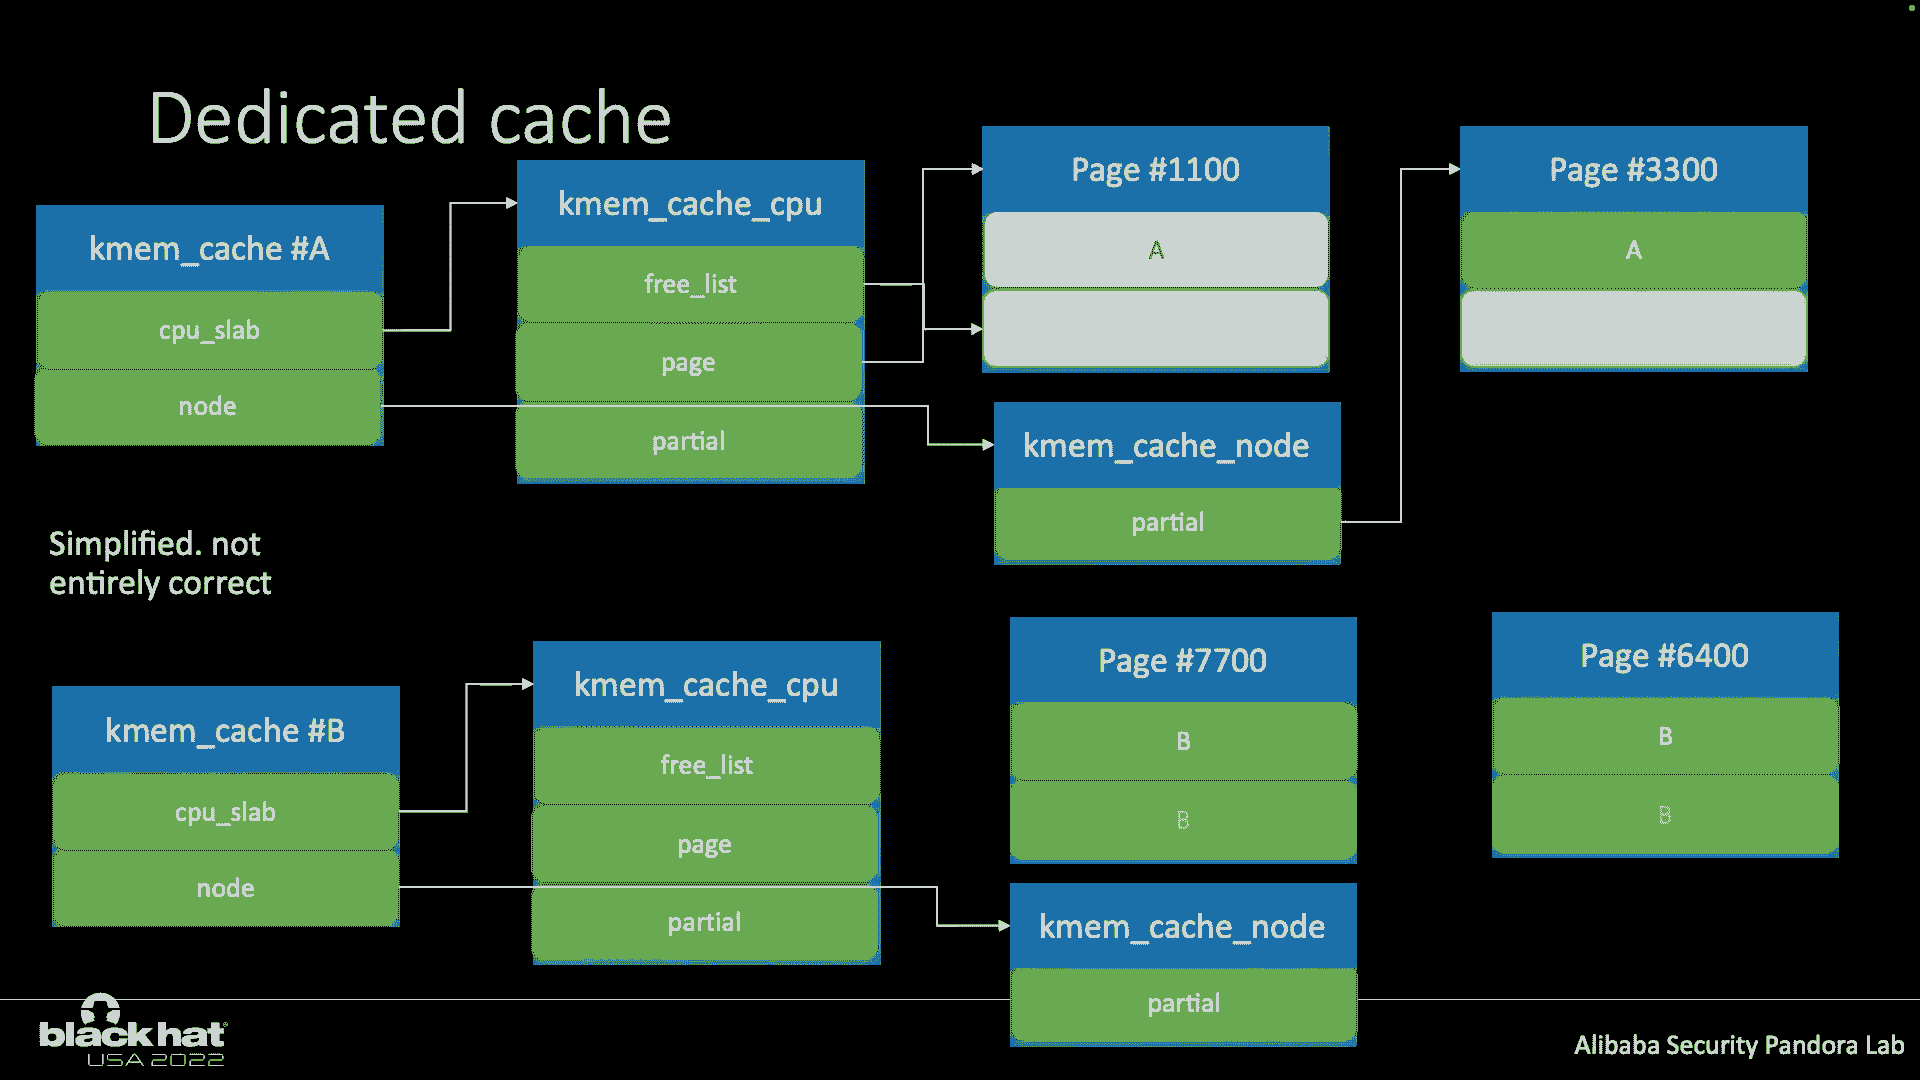 Dedicated cache
kmem_cache #A
cpu_slab
node
kmem_cache_cpu
free_list
page
partial
Page #1100
A
kmem_cache_node
partial
Page #3300
A
Simplified. not
entirely correct
kmem_cache #B
cpu_slab
node
kmem_cache_cpu
free_list
page
partial
Page #7700
B
B
kmem_cache_node
partial
Page #6400
B
B
black hat
USA 2022
Alibaba Security Pandora Lab